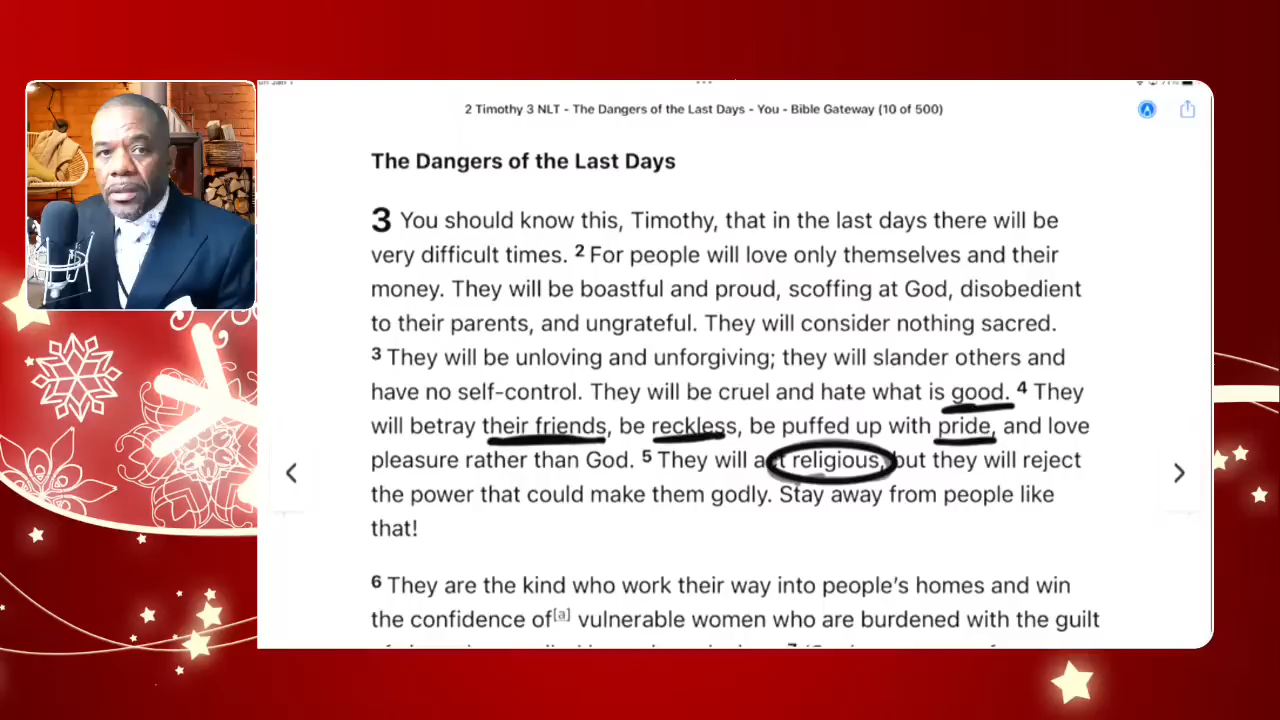 2 Timothy 3 NLT - The Dangers of the Last Days - You - Bible Gateway (10 of 500)
The Dangers of the Last Days
3 You should know this, Timothy, that in the last days there will be
very difficult times. 2 For people will love only themselves and their
money. They will be boastful and proud, scoffing at God, disobedient
to their parents, and ungrateful. They will consider nothing sacred.
3 They will be unloving and unforgiving; they will slander others and
have no self-control. They will be cruel and hate what is good. 4 They
will betray their friends, be reckless, be puffed up with pride, and love
pleasure rather than God. 5 They will act religious, but they will reject
the power that could make them godly. Stay away from people like
that!
6 They are the kind who work their way into people's homes and win
the confidence of[a] vulnerable women who are burdened with the guilt